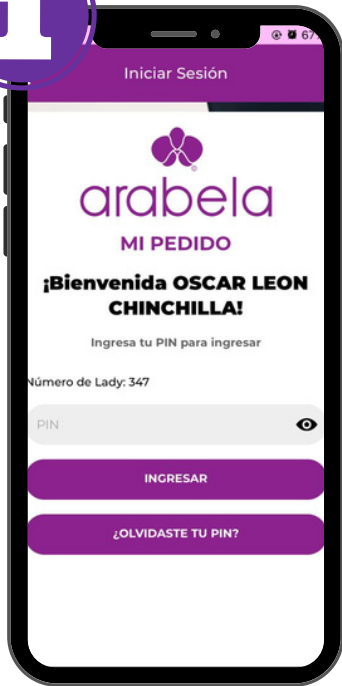 67
Iniciar Sesión
arabela
MI PEDIDO
¡Bienvenida OSCAR LEON
CHINCHILLA!
Ingresa tu PIN para ingresar
Número de Lady: 347
PIN
INGRESAR
¿OLVIDASTE TU PIN?